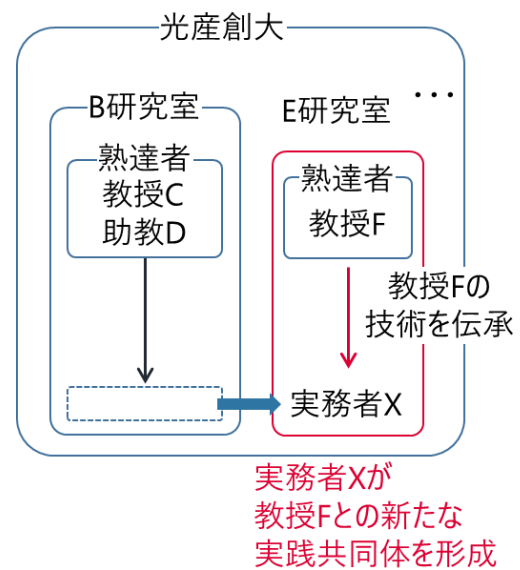 光産創大
B研究室
熟達者
教授C
助教D
E研究室
・・・
熟達者
教授F
教授Fの
技術を伝承
実務者X
実務者Xが
教授Fとの新たな
実践共同体を形成